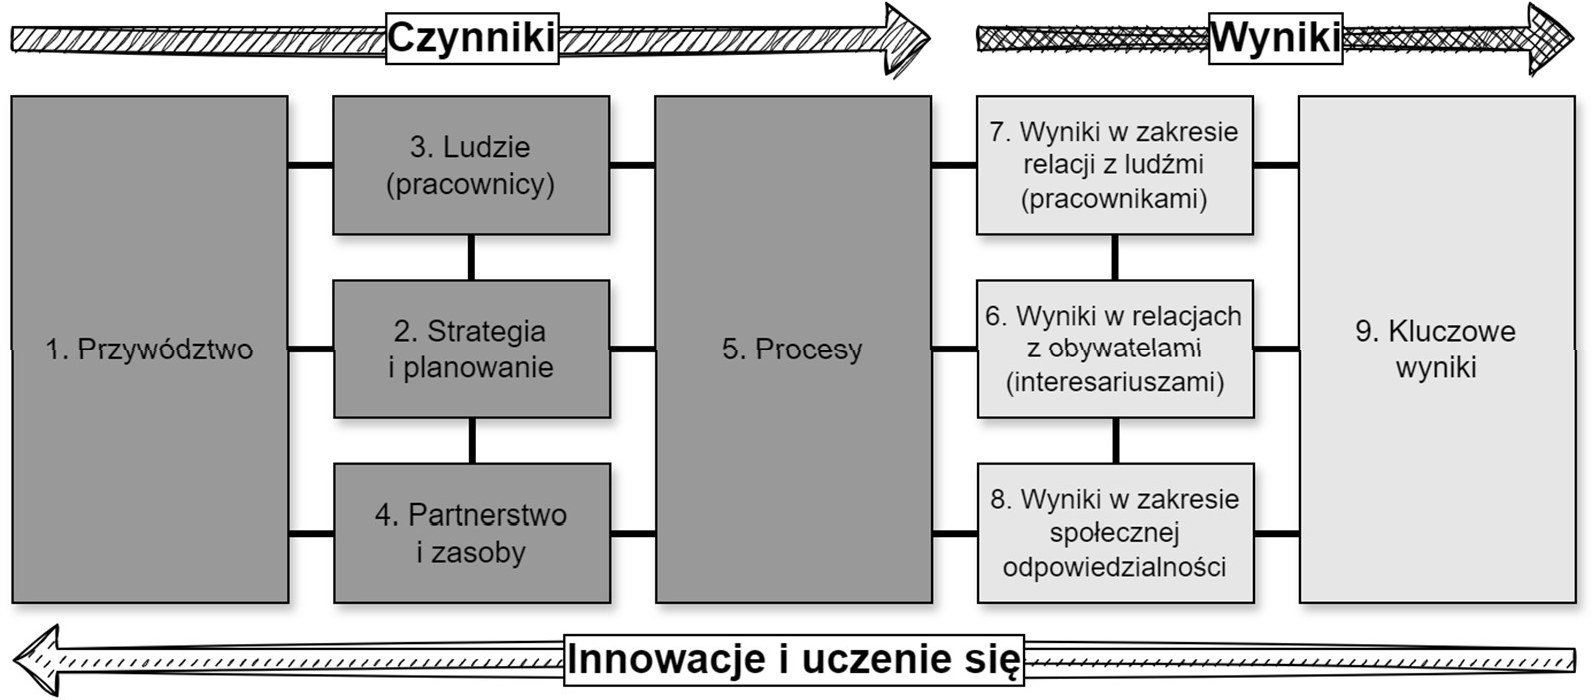 Czynniki
Wyniki
1. Przywództwo
3. Ludzie
(pracownicy)
2. Strategia
i planowanie
4. Partnerstwo
i zasoby
5. Procesy
7. Wyniki w zakresie
relacji z ludźmi
(pracownikami)
6. Wyniki w relacjach
z obywatelami
(interesariuszami)
8. Wyniki w zakresie
społecznej
odpowiedzialności
9. Kluczowe
wyniki
Innowacje i uczenie się